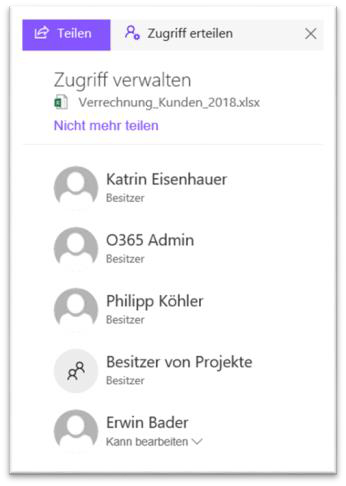 Teilen Zugriff erteilen
Zugriff verwalten
Verrechnung_Kunden_2018.xlsx
Nicht mehr teilen
Katrin Eisenhauer
Besitzer
O365 Admin
Besitzer
Philipp Köhler
Besitzer
Besitzer von Projekte
Besitzer
Erwin Bader
Kann bearbeiten